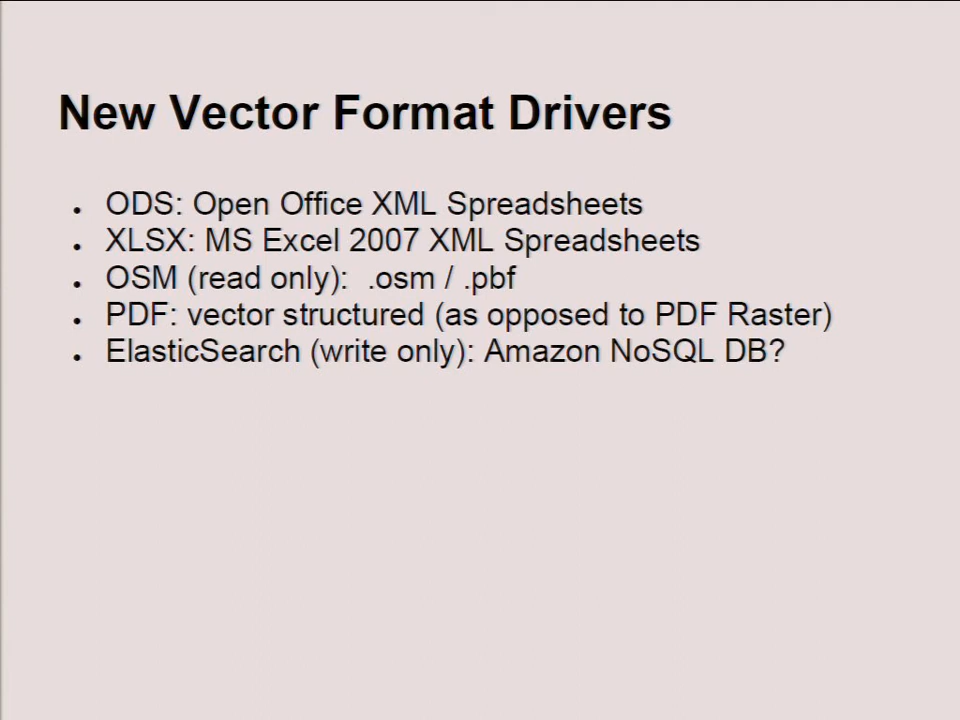 New Vector Format Drivers
● ODS: Open Office XML Spreadsheets
● XLSX: MS Excel 2007 XML Spreadsheets
● OSM (read only):  .osm / .pbf
● PDF: vector structured (as opposed to PDF Raster)
● ElasticSearch (write only): Amazon NoSQL DB?